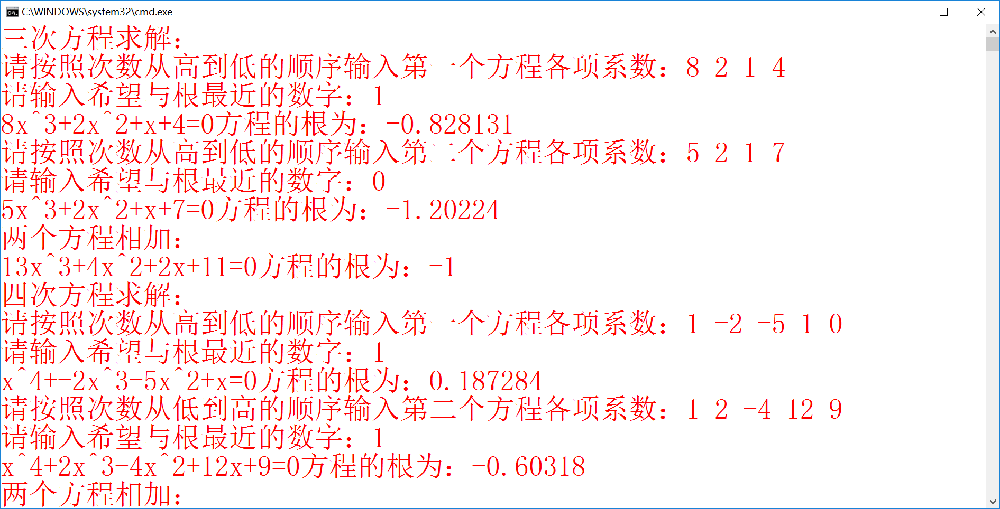 C:\WINDOWS\system32\cmd.exe
三次方程求解：
请按照次数从高到低的顺序输入第一个方程各项系数：8 2 1 4
请输入希望与根最近的数字：1
8x^3+2x^2+x+4=0方程的根为：-0.828131
请按照次数从高到低的顺序输入第二个方程各项系数：5 2 1 7
请输入希望与根最近的数字：0
5x^3+2x^2+x+7=0方程的根为：-1.20224
两个方程相加：
13x^3+4x^2+2x+11=0方程的根为：-1
四次方程求解：
请按照次数从高到低的顺序输入第一个方程各项系数：1 -2 -5 1 0
请输入希望与根最近的数字：1
x^4+-2x^3-5x^2+x=0方程的根为：0.187284
请按照次数从低到高的顺序输入第二个方程各项系数：1 2 -4 12 9
请输入希望与根最近的数字：1
x^4+2x^3-4x^2+12x+9=0方程的根为：-0.60318
两个方程相加：